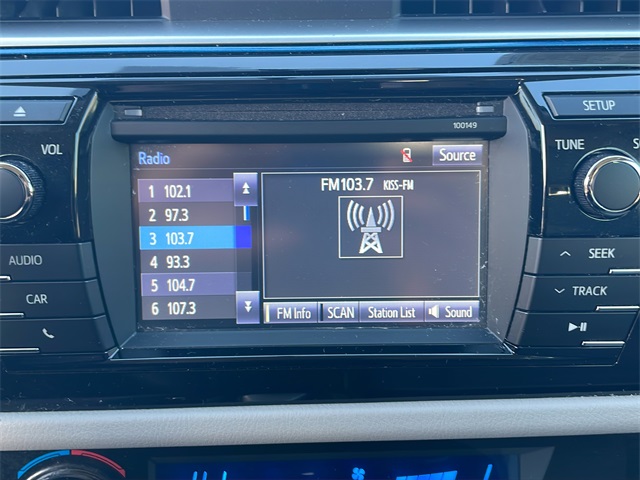 100149
SETUP
VOL
TUNE
Radio
Source
1 102.1
FM103.7 KISS-FM
2 97.3
3 103.7
4 93.3
5 104.7
6 107.3
FM Info SCAN Station List Sound
AUDIO
CAR
SEEK
TRACK